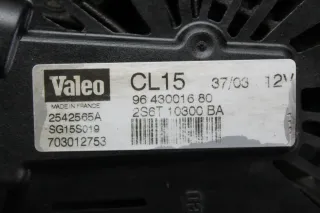 Valeo CL15 37/03 12V
MADE IN FRANCE 96 430016 80
2542565A 2S6T 10300 BA
SG15S019
703012753